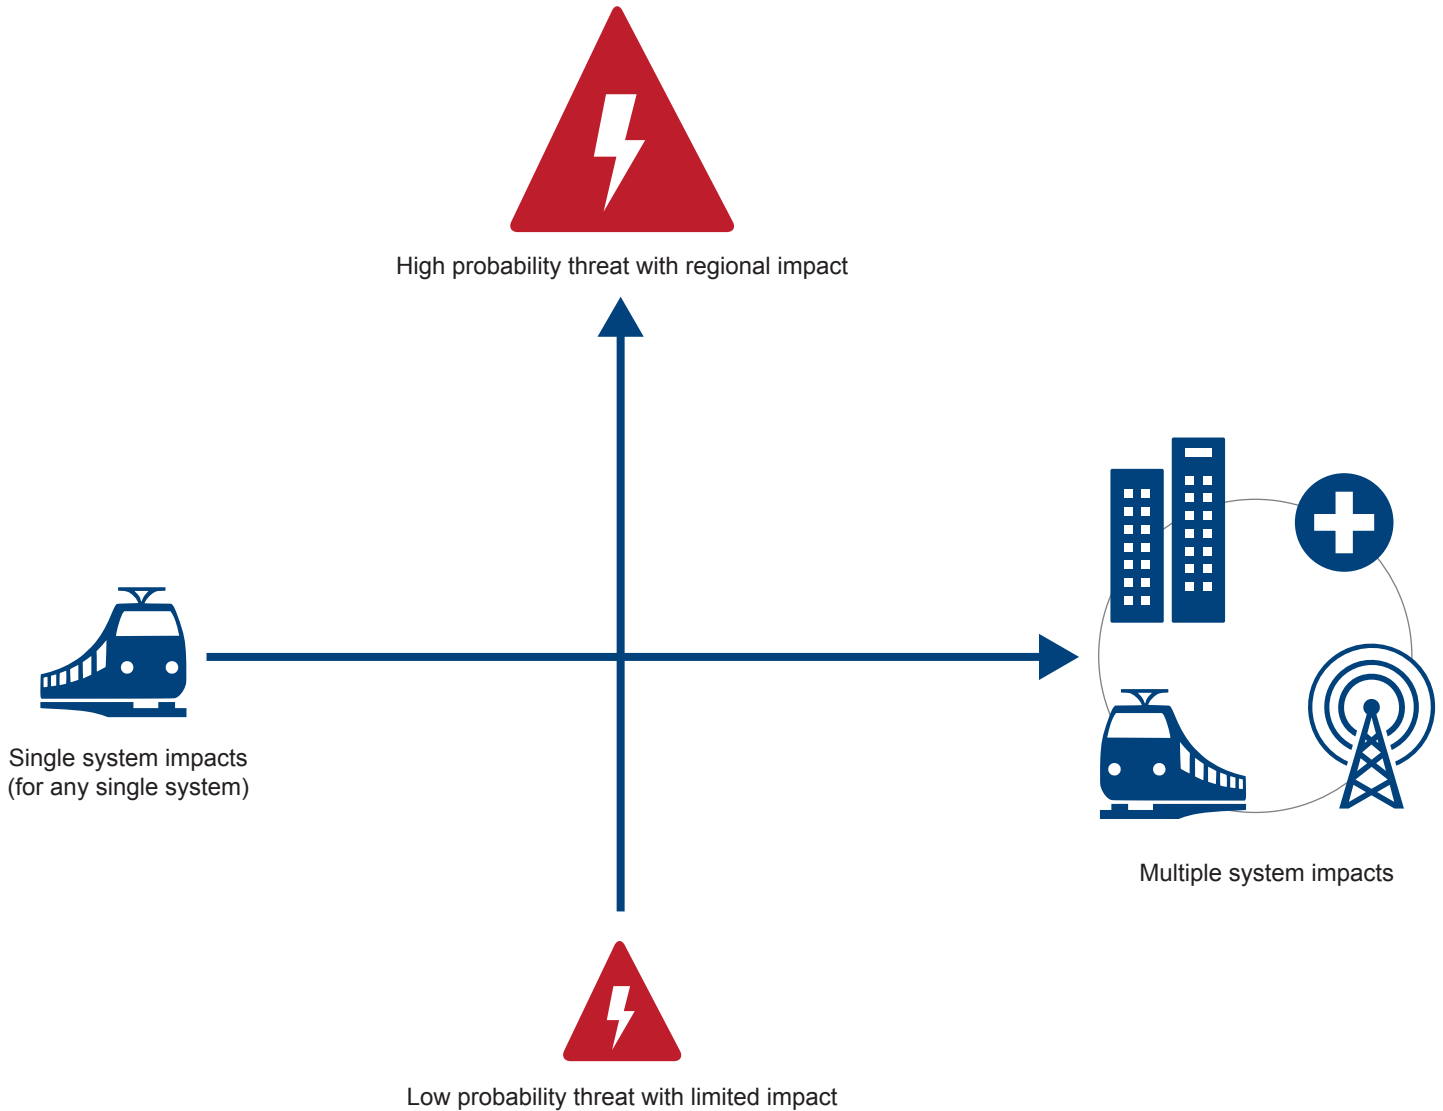 High probability threat with regional impact
Single system impacts
(for any single system)
Multiple system impacts
Low probability threat with limited impact